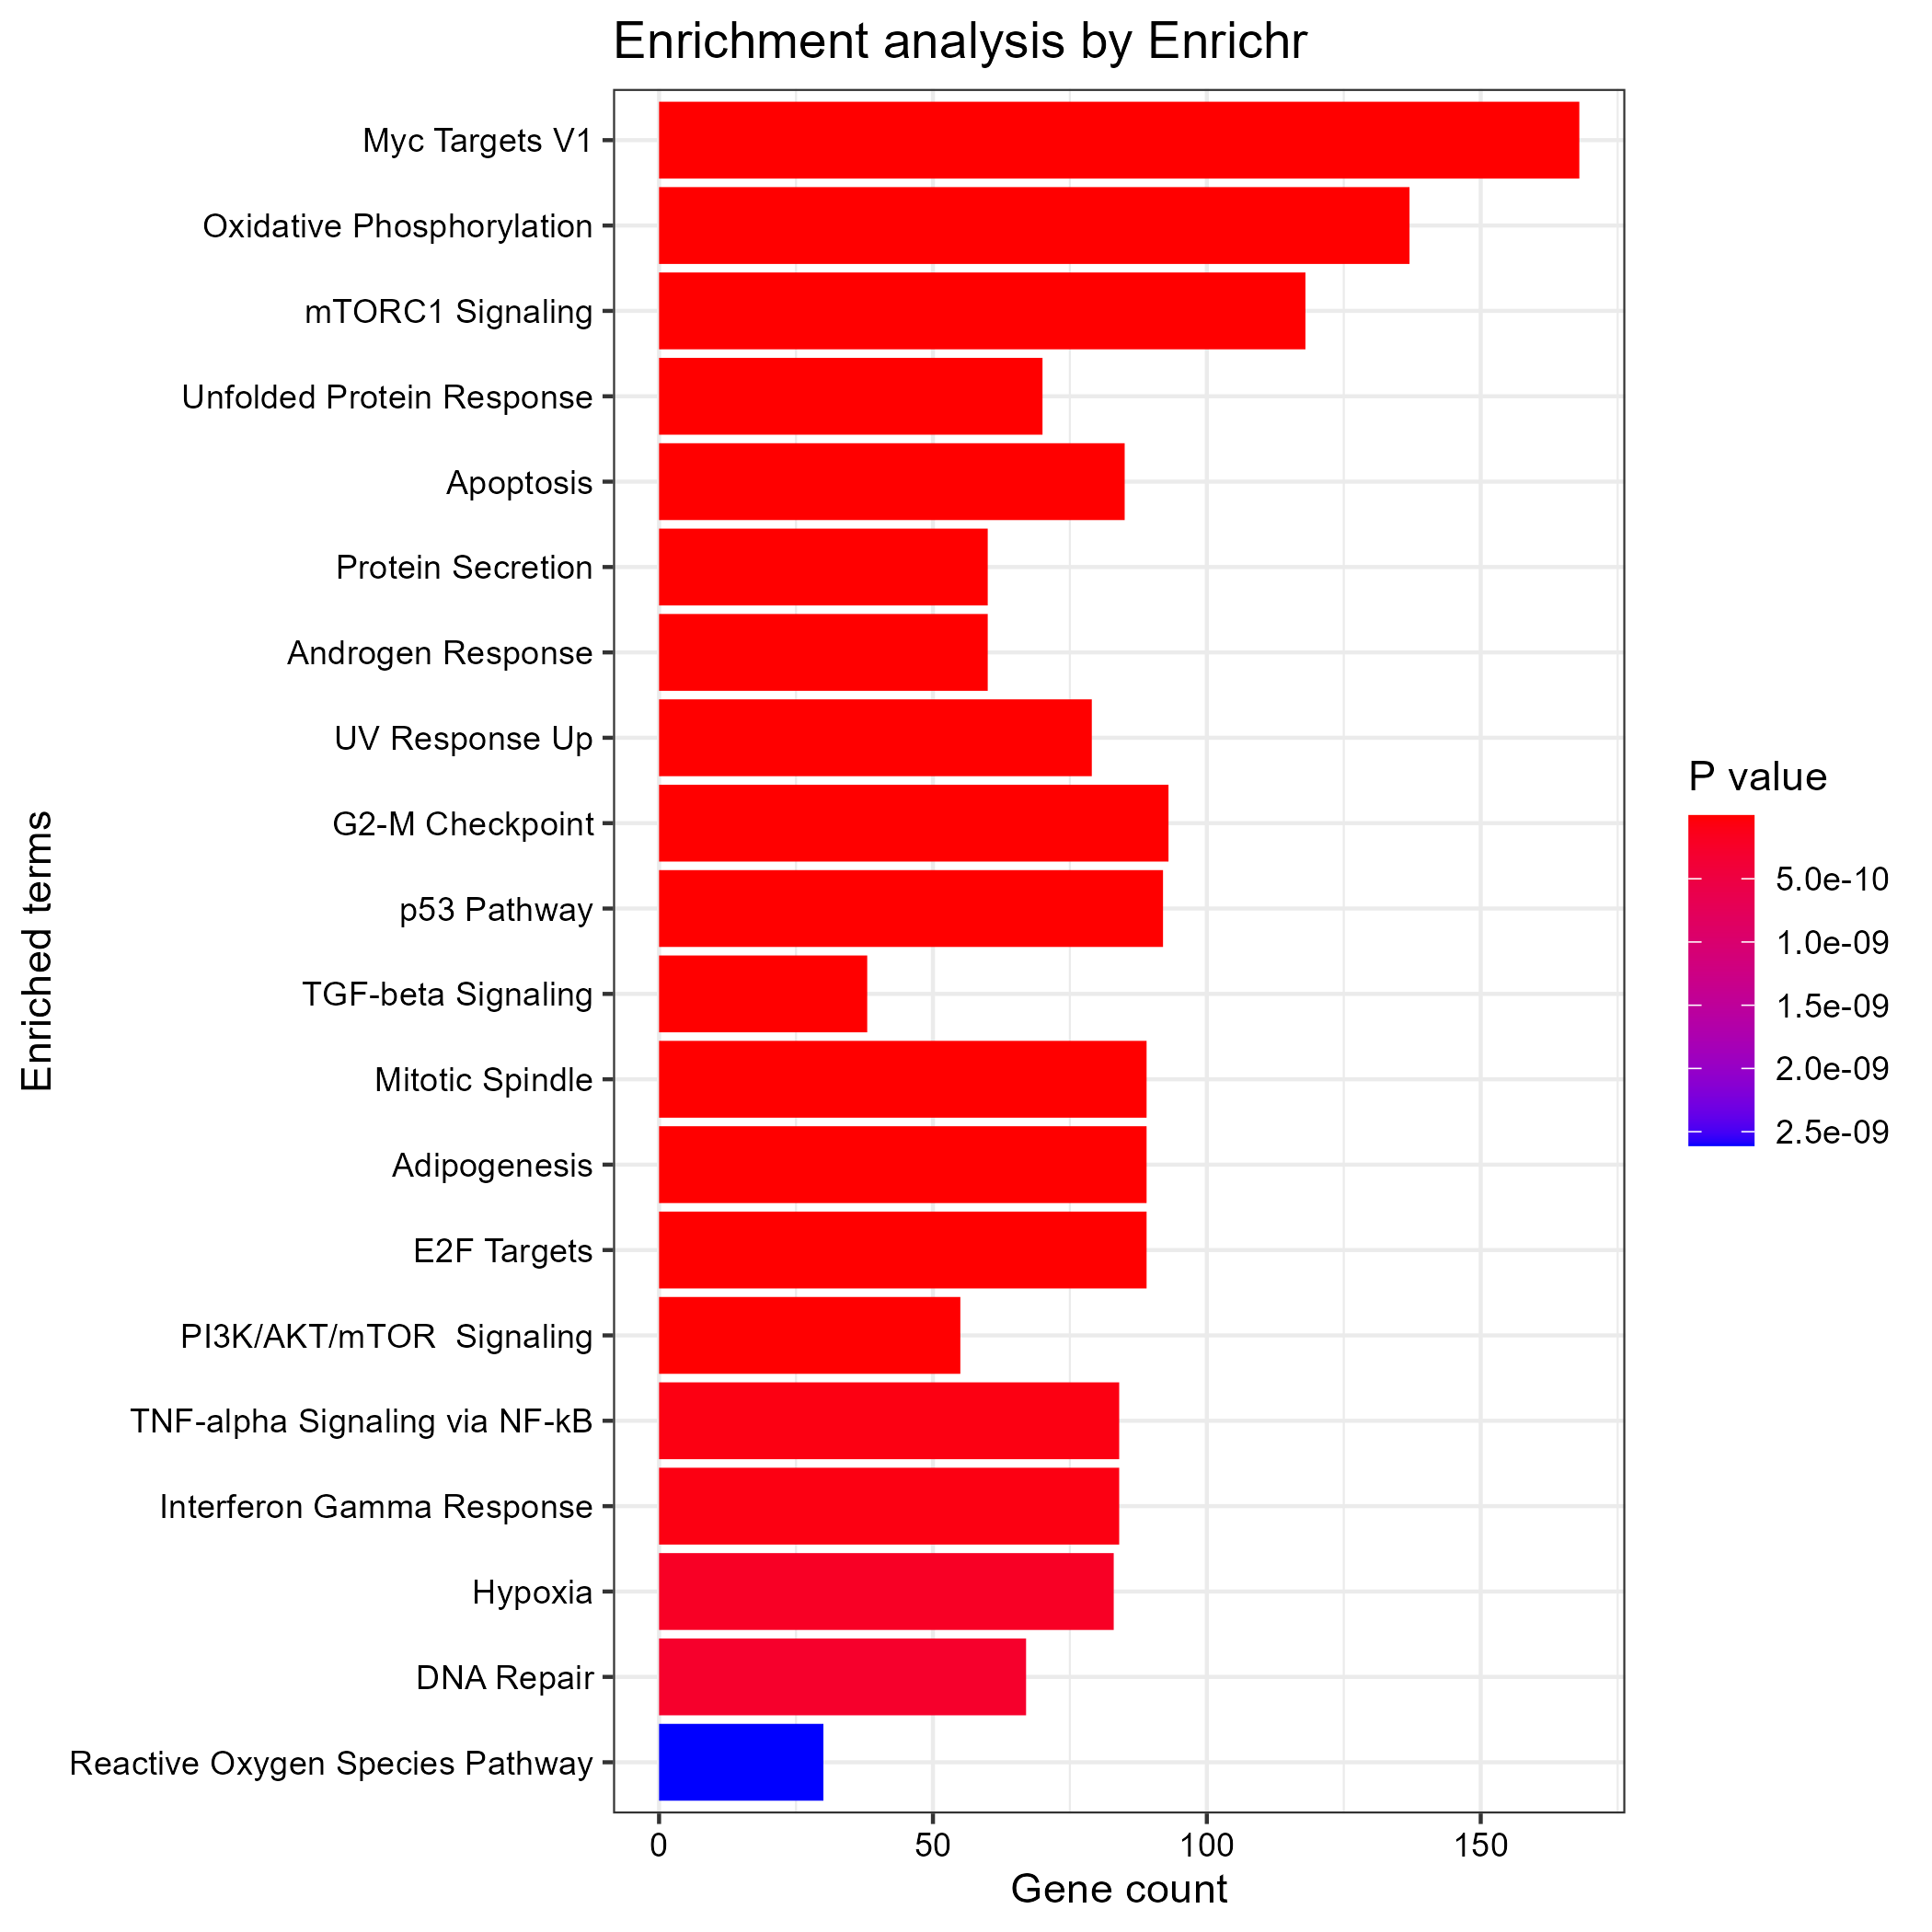 Enrichment analysis by Enrichr
Myc Targets V1
Oxidative Phosphorylation
mTORC1 Signaling
Unfolded Protein Response
Apoptosis
Protein Secretion
Androgen Response
UV Response Up
G2-M Checkpoint
p53 Pathway
TGF-beta Signaling
Mitotic Spindle
Adipogenesis
E2F Targets
PI3K/AKT/mTOR  Signaling
TNF-alpha Signaling via NF-kB
Interferon Gamma Response
Hypoxia
DNA Repair
Reactive Oxygen Species Pathway
Enriched terms
0 50 100 150
Gene count
P value
5.0e-10
1.0e-09
1.5e-09
2.0e-09
2.5e-09